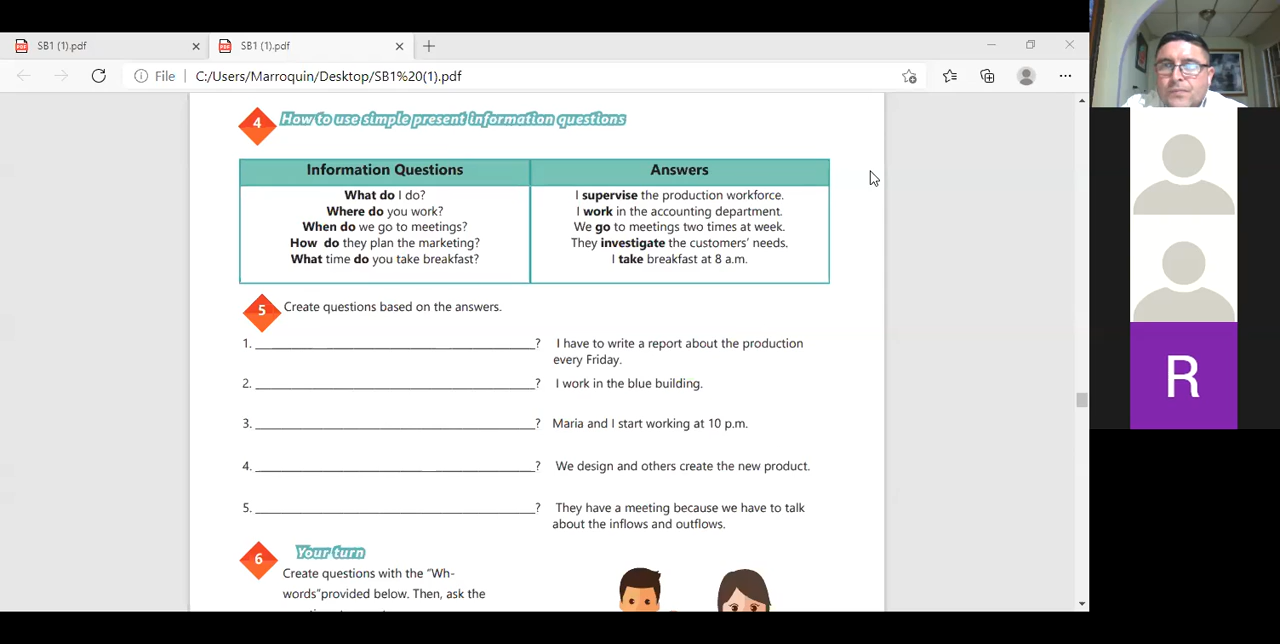 SB1 (1).pdf
SB1 (1).pdf
File
C:/Users/Marroquin/Desktop/SB1%20(1).pdf
4 How to use simple present information questions
Information Questions Answers
What do I do? I supervise the production workforce.
Where do you work? I work in the accounting department.
When do we go to meetings? We go to meetings two times at week.
How do they plan the marketing? They investigate the customers' needs.
What time do you take breakfast? I take breakfast at 8 a.m.
5 Create questions based on the answers.
1. ______________________________? I have to write a report about the production
every Friday.
2. ______________________________? I work in the blue building.
3. ______________________________? Maria and I start working at 10 p.m.
4. ______________________________? We design and others create the new product.
5. ______________________________? They have a meeting because we have to talk
about the inflows and outflows.
6 Your turn
Create questions with the "Wh-
words"provided below. Then, ask the
R